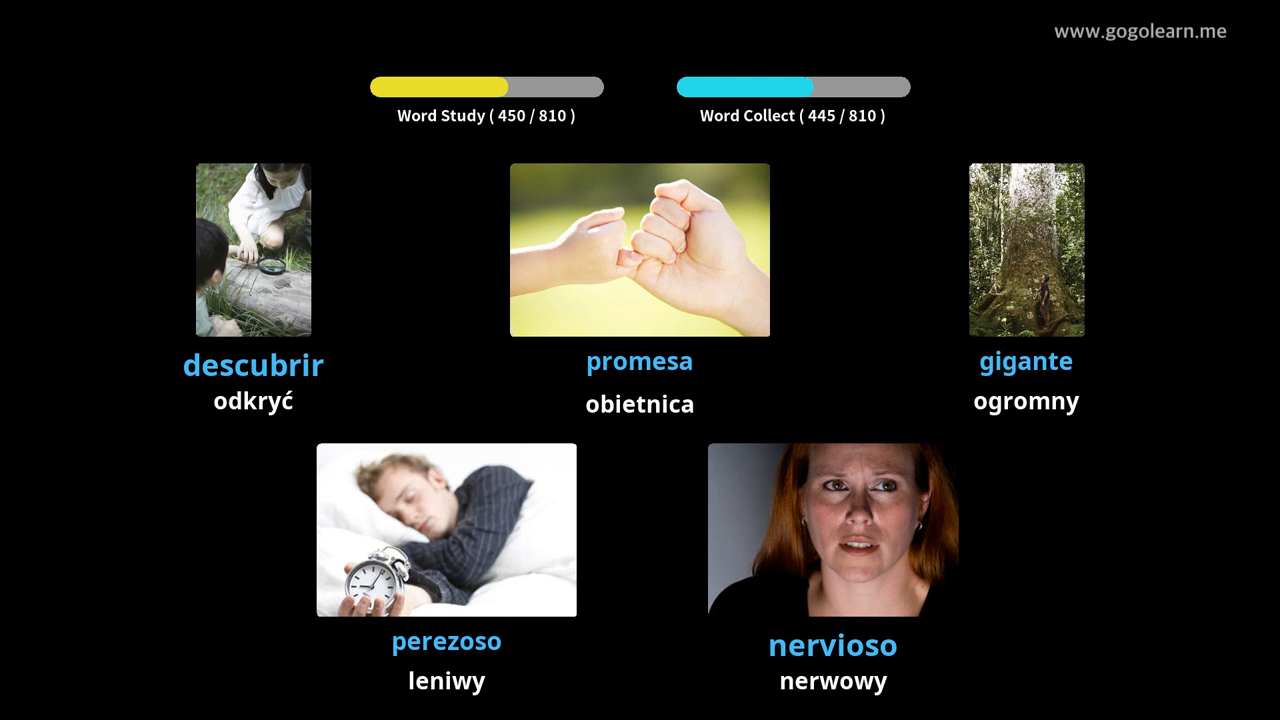 www.gogolearn.me
Word Study ( 450 / 810 )
Word Collect ( 445 / 810 )
descubrir
odkryć
promesa
obietnica
gigante
ogromny
perezoso
leniwy
nervioso
nerwowy